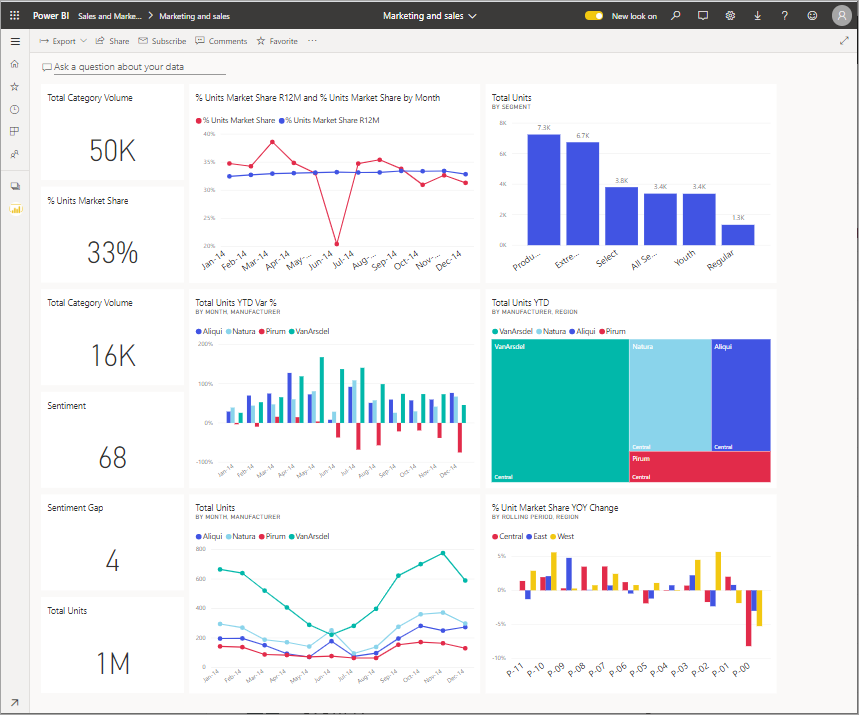 Power BI Sales and Marke... > Marketing and sales
Marketing and sales
New look on
?
Export Share Subscribe Comments Favorite ...
Ask a question about your data
Total Category Volume
50K
% Units Market Share R12M and % Units Market Share by Month
% Units Market Share % Units Market Share R12M
40%
35%
30%
25%
20%
Jan-14 Feb-14 Mar-14 Apr-14 May-... Jun-14 Jul-14 Aug-... Sep-14 Oct-14 Nov-... Dec-14
Total Units
BY SEGMENT
8K
6K
4K
2K
0K
7.3K 6.7K 3.8K 3.4K 3.4K 1.3K
Produ... Extre... Select All Se... Youth Regular
% Units Market Share
33%
Total Category Volume
16K
Total Units YTD Var %
BY MONTH, MANUFACTURER
Aliqui Natura Pirum VanArsdel
200%
100%
0%
-100%
Jan-14 Feb-14 Mar-14 Apr-14 May-14 Jun-14 Jul-14 Aug-14 Sep-14 Oct-14 Nov-14 Dec-14
Total Units YTD
BY MANUFACTURER, REGION
VanArsdel Natura Aliqui Pirum
VanArsdel Natura Aliqui
Central Central
Pirum
Central Central
Sentiment
68
Sentiment Gap
4
Total Units
BY MONTH, MANUFACTURER
Aliqui Natura Pirum VanArsdel
800
600
400
200
0
Jan-14 Feb-14 Mar-14 Apr-14 May-14 Jun-14 Jul-14 Aug-14 Sep-14 Oct-14 Nov-14 Dec-14
% Unit Market Share YOY Change
BY ROLLING PERIOD, REGION
Central East West
5%
0%
-5%
-10%
P-11 P-10 P-09 P-08 P-07 P-06 P-05 P-04 P-03 P-02 P-01 P-00
Total Units
1M